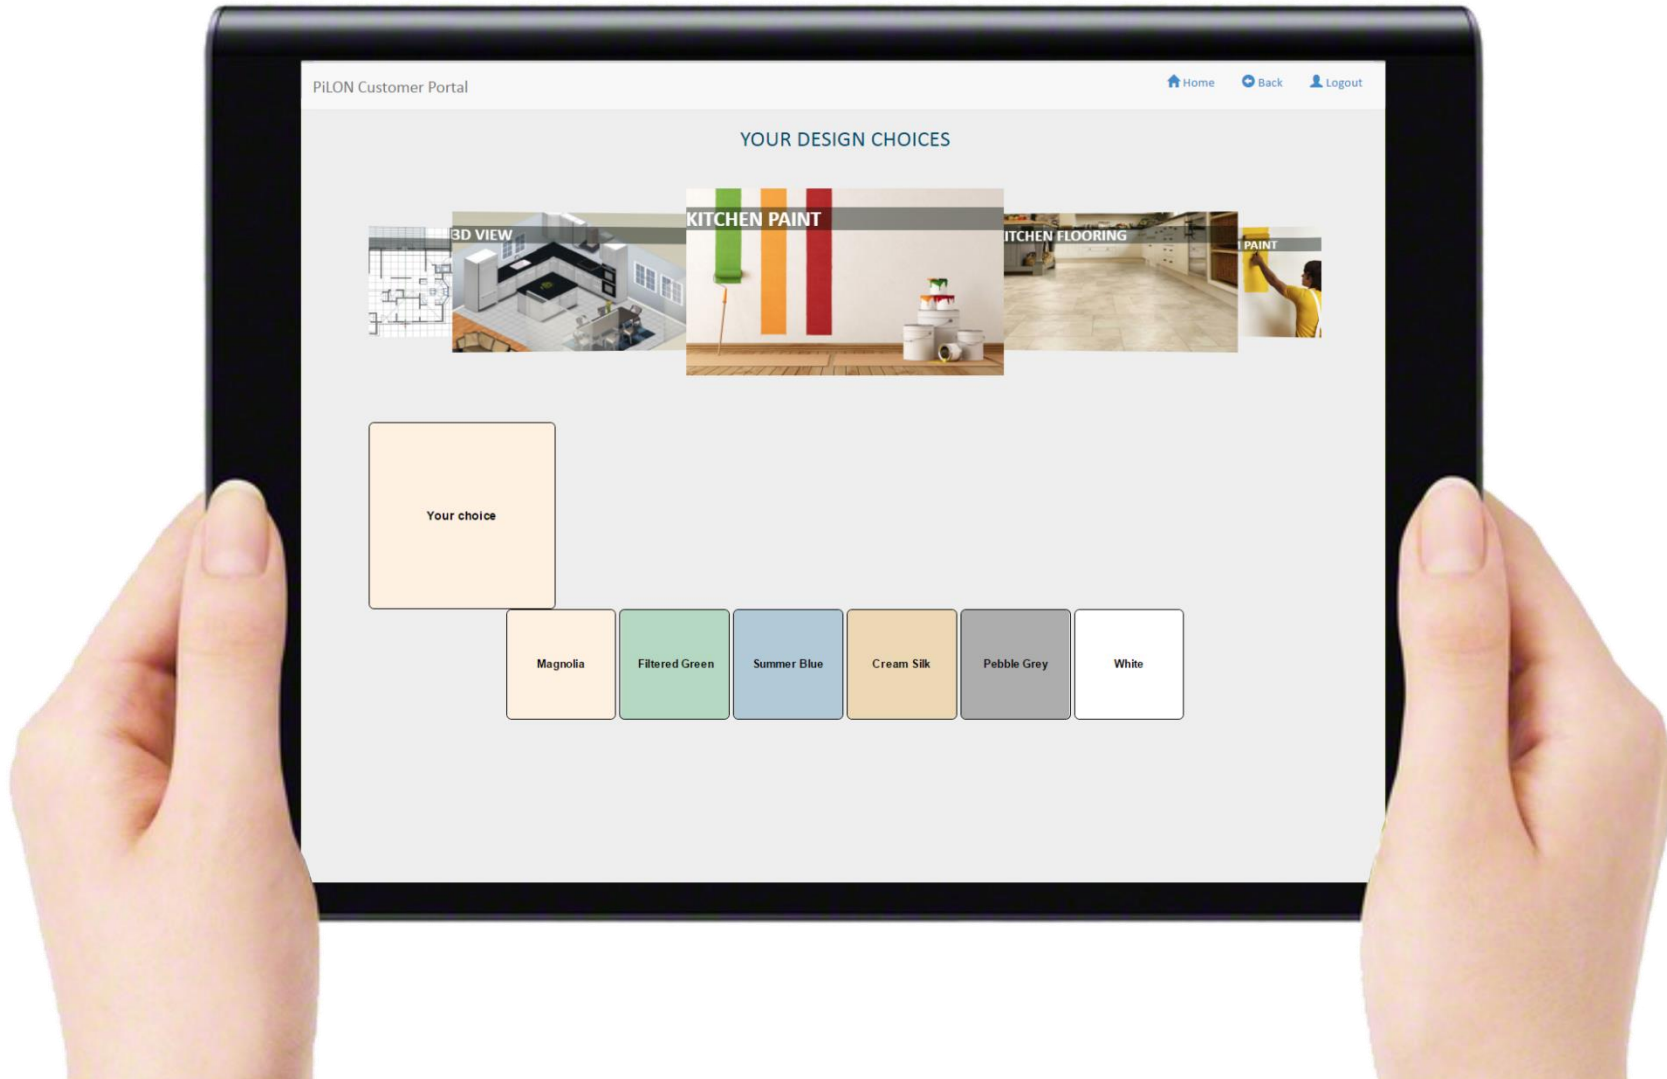 PiLON Customer Portal
Home
Back
Logout
YOUR DESIGN CHOICES
3D VIEW
KITCHEN PAINT
ITCHEN FLOORING
PAINT
Your choice
Magnolia
Filtered Green
Summer Blue
Cream Silk
Pebble Grey
White